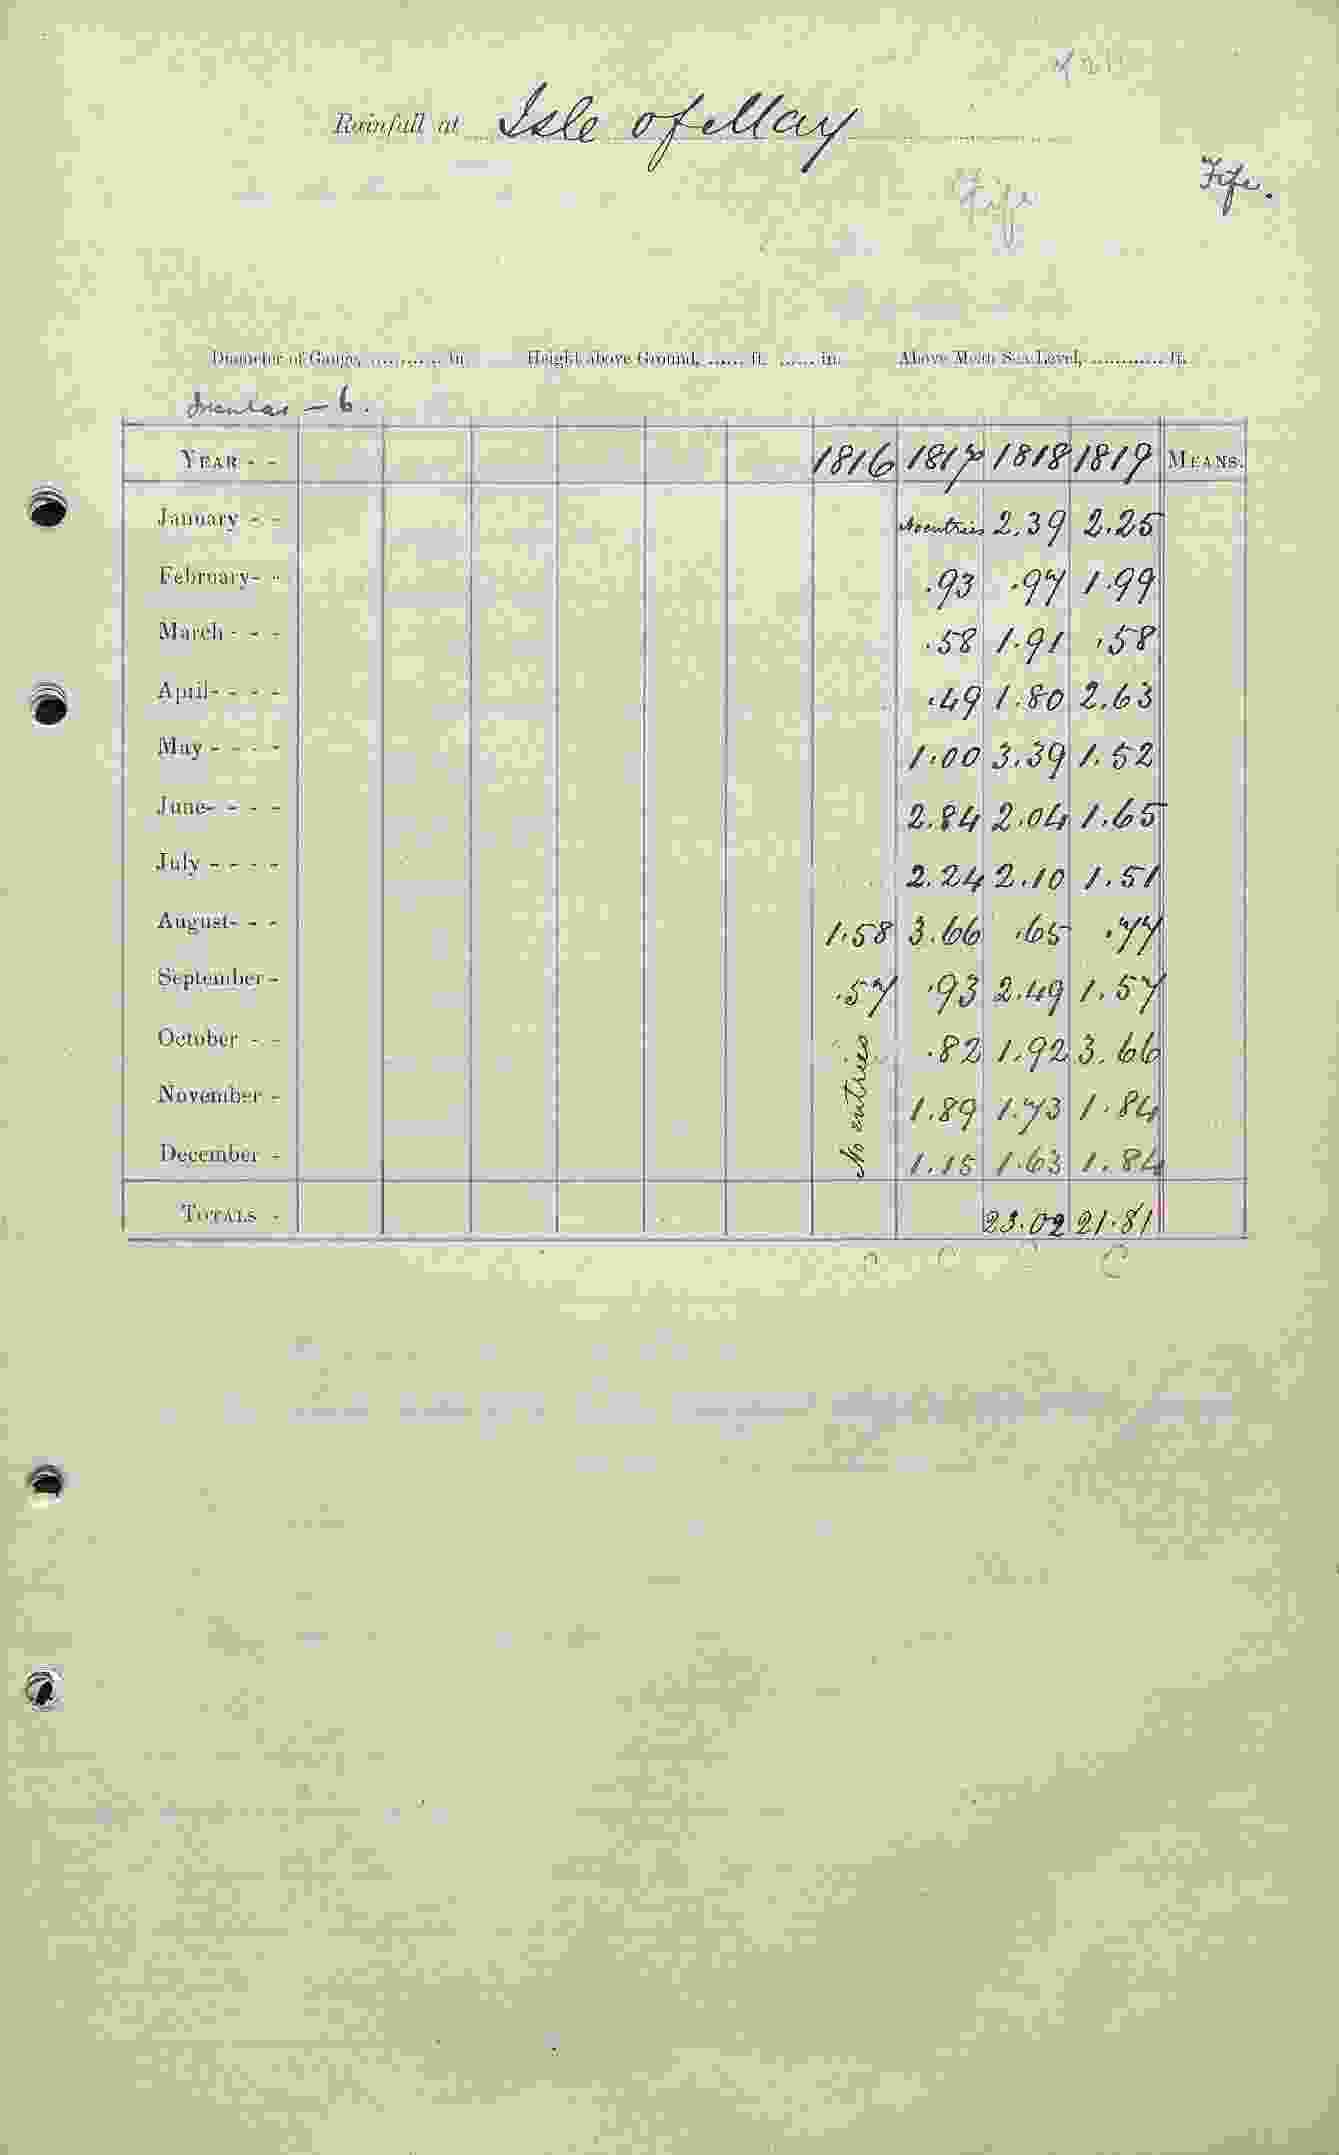 Rainfall at Isle of May
Fife
Fife.
Diameter of Gauge, ............ in. Height above Ground, ...... ft. ...... in. Above Mean Sea Level, ............ ft.
– 6.
YEAR - - 1816 1817 1818 1819 MEANS.
January - - No entries 2.39 2.25
February- - .93 .97 1.99
March - - - .58 1.91 .58
April- - - - .49 1.80 2.63
May - - - - 1.00 3.39 1.52
June- - - - 2.84 2.04 1.65
July - - - - 2.24 2.10 1.51
August- - - 1.58 3.66 .65 .77
September - .57 .93 2.49 1.57
October - - No entries .82 1.92 3.66
November - 1.89 1.73 1.84
December - 1.15 1.63 1.84
TOTALS - 23.02 21.81
C C C C